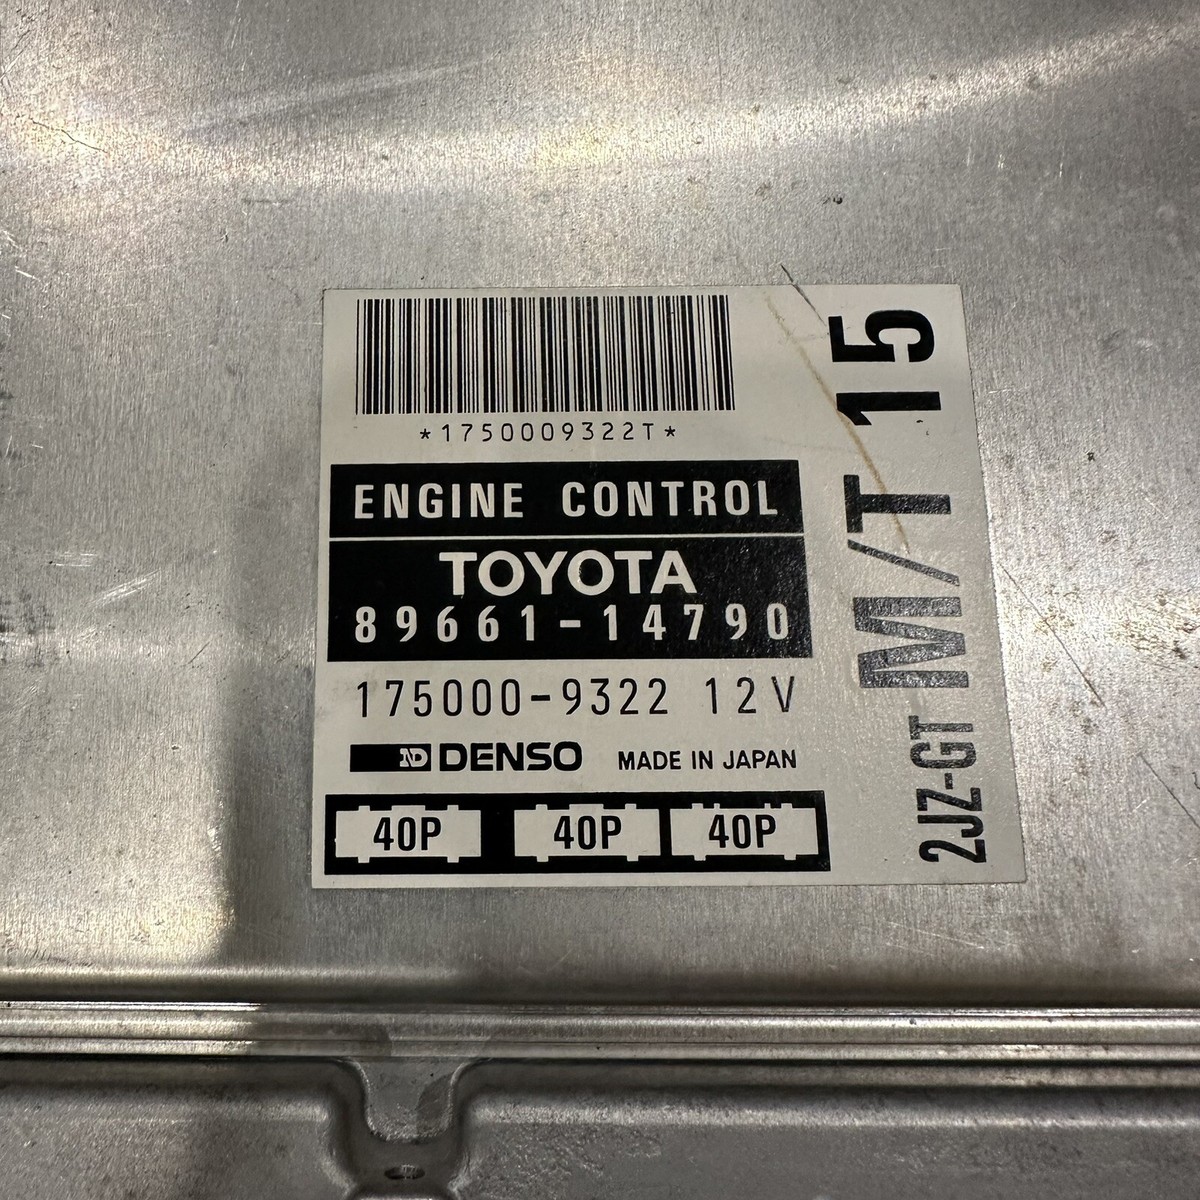 *1750009322T*
ENGINE CONTROL
TOYOTA
89661-14790
175000-9322 12V
ND DENSO MADE IN JAPAN
40P 40P 40P
2JZ-GT M/T 15